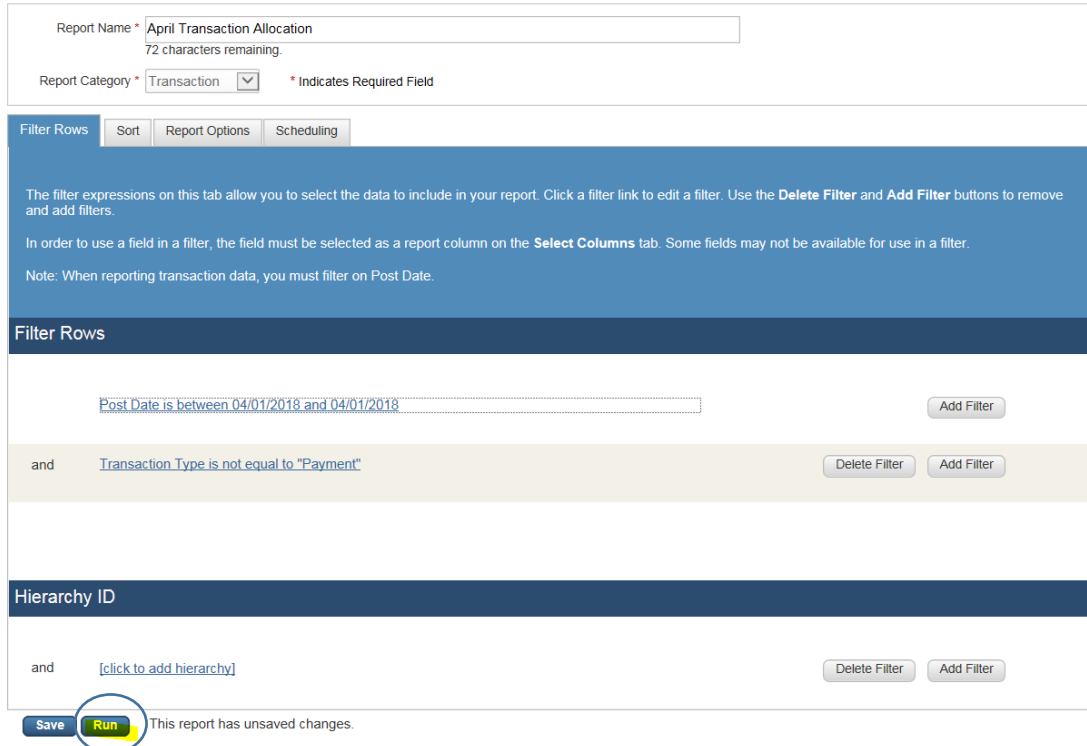 Report Name * April Transaction Allocation
72 characters remaining.
Report Category * Transaction * Indicates Required Field
Filter Rows Sort Report Options Scheduling
The filter expressions on this tab allow you to select the data to include in your report. Click a filter link to edit a filter. Use the Delete Filter and Add Filter buttons to remove
and add filters.
In order to use a field in a filter, the field must be selected as a report column on the Select Columns tab. Some fields may not be available for use in a filter.
Note: When reporting transaction data, you must filter on Post Date.
Filter Rows
Post Date is between 04/01/2018 and 04/01/2018 Add Filter
and Transaction Type is not equal to "Payment" Delete Filter Add Filter
Hierarchy ID
and [click to add hierarchy] Delete Filter Add Filter
Save Run This report has unsaved changes.